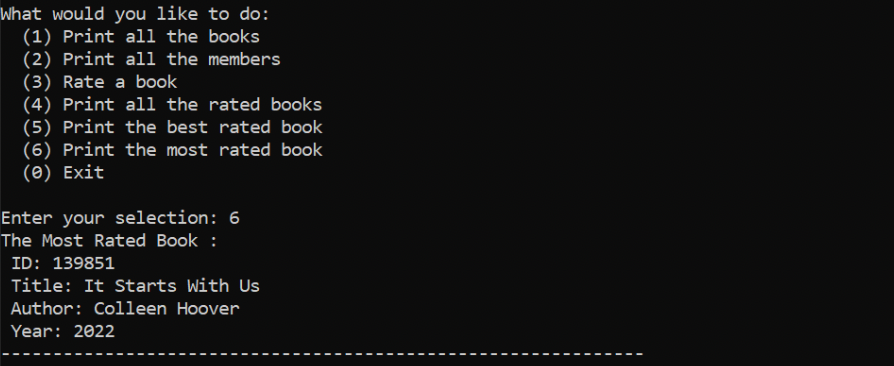 What would you like to do:
  (1) Print all the books
  (2) Print all the members
  (3) Rate a book
  (4) Print all the rated books
  (5) Print the best rated book
  (6) Print the most rated book
  (0) Exit

Enter your selection: 6
The Most Rated Book :
 ID: 139851
 Title: It Starts With Us
 Author: Colleen Hoover
 Year: 2022
--------------------------------------------------------------